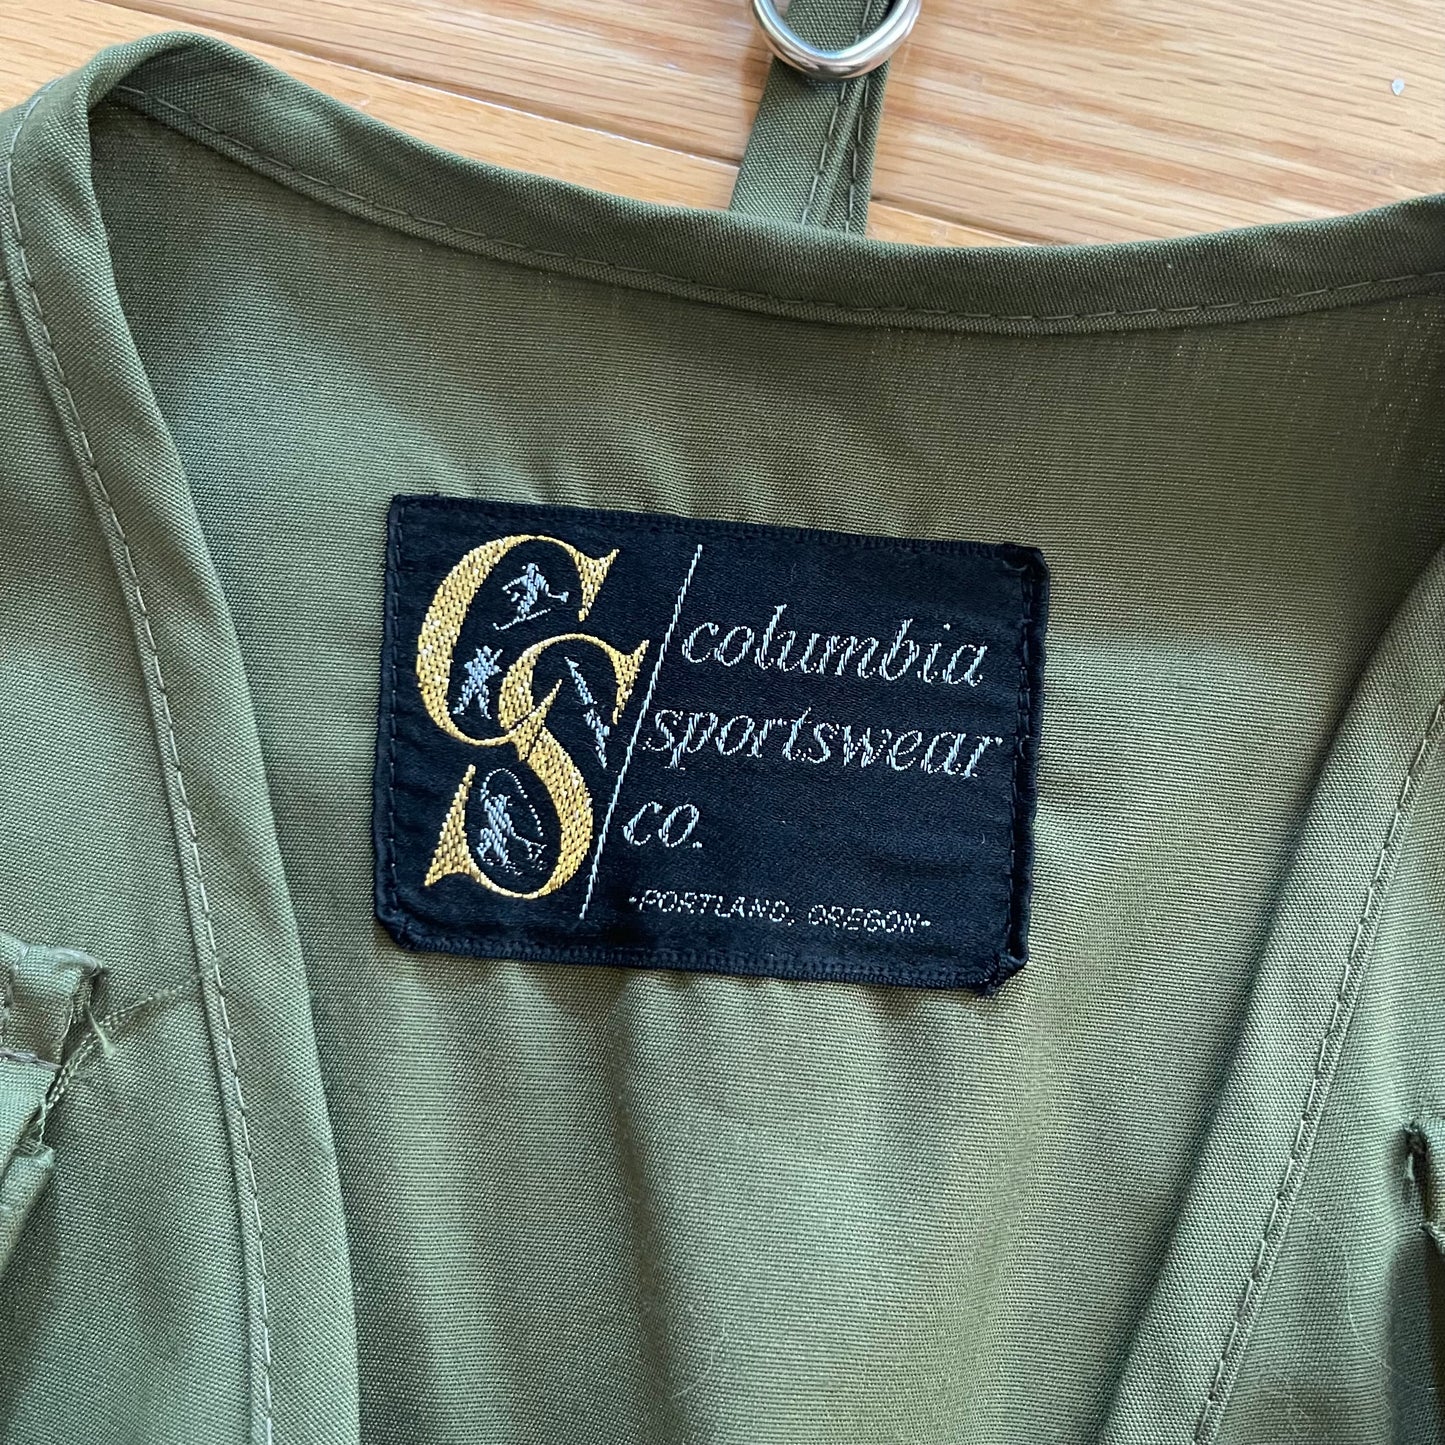 CS
columbia
sportswear
co.
-PORTLAND, OREGON-